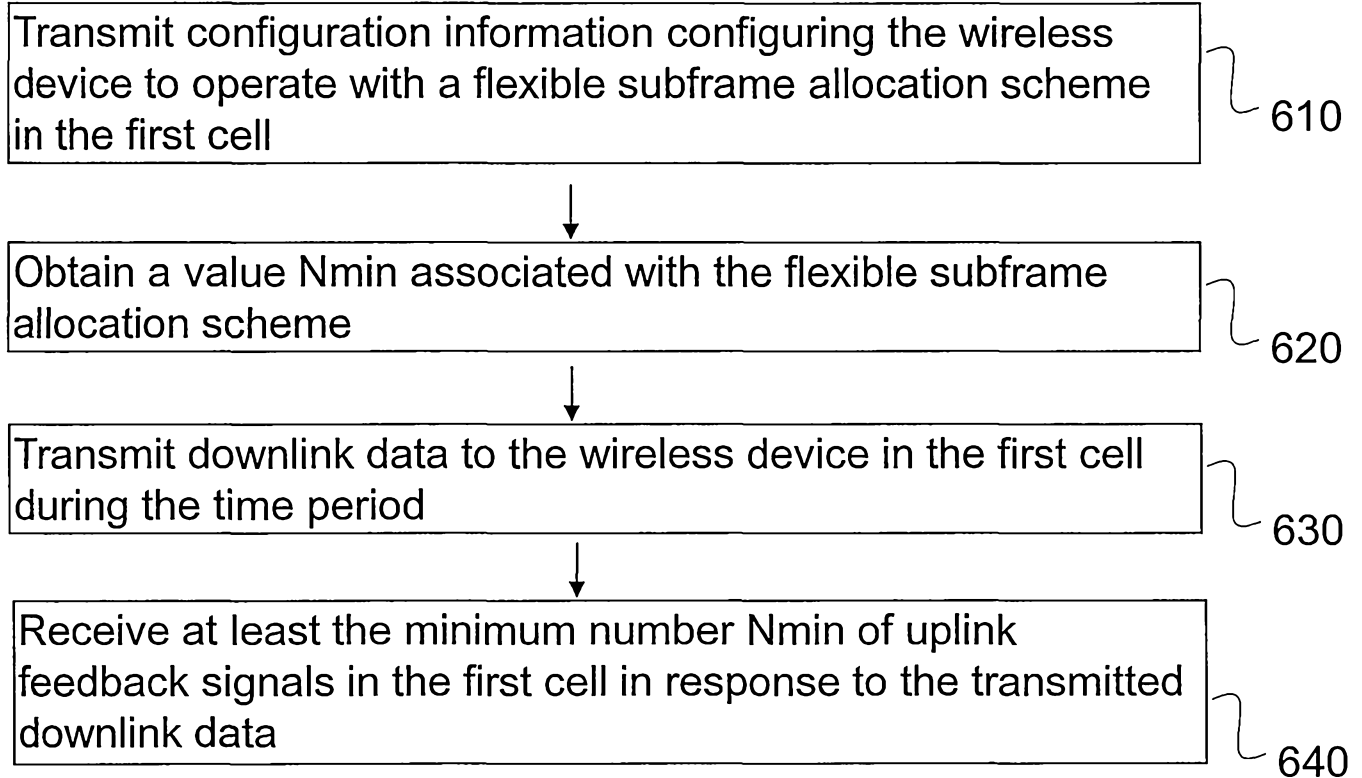 Transmit configuration information configuring the wireless
device to operate with a flexible subframe allocation scheme
in the first cell
610
Obtain a value Nmin associated with the flexible subframe
allocation scheme
620
Transmit downlink data to the wireless device in the first cell
during the time period
630
Receive at least the minimum number Nmin of uplink
feedback signals in the first cell in response to the transmitted
downlink data
640